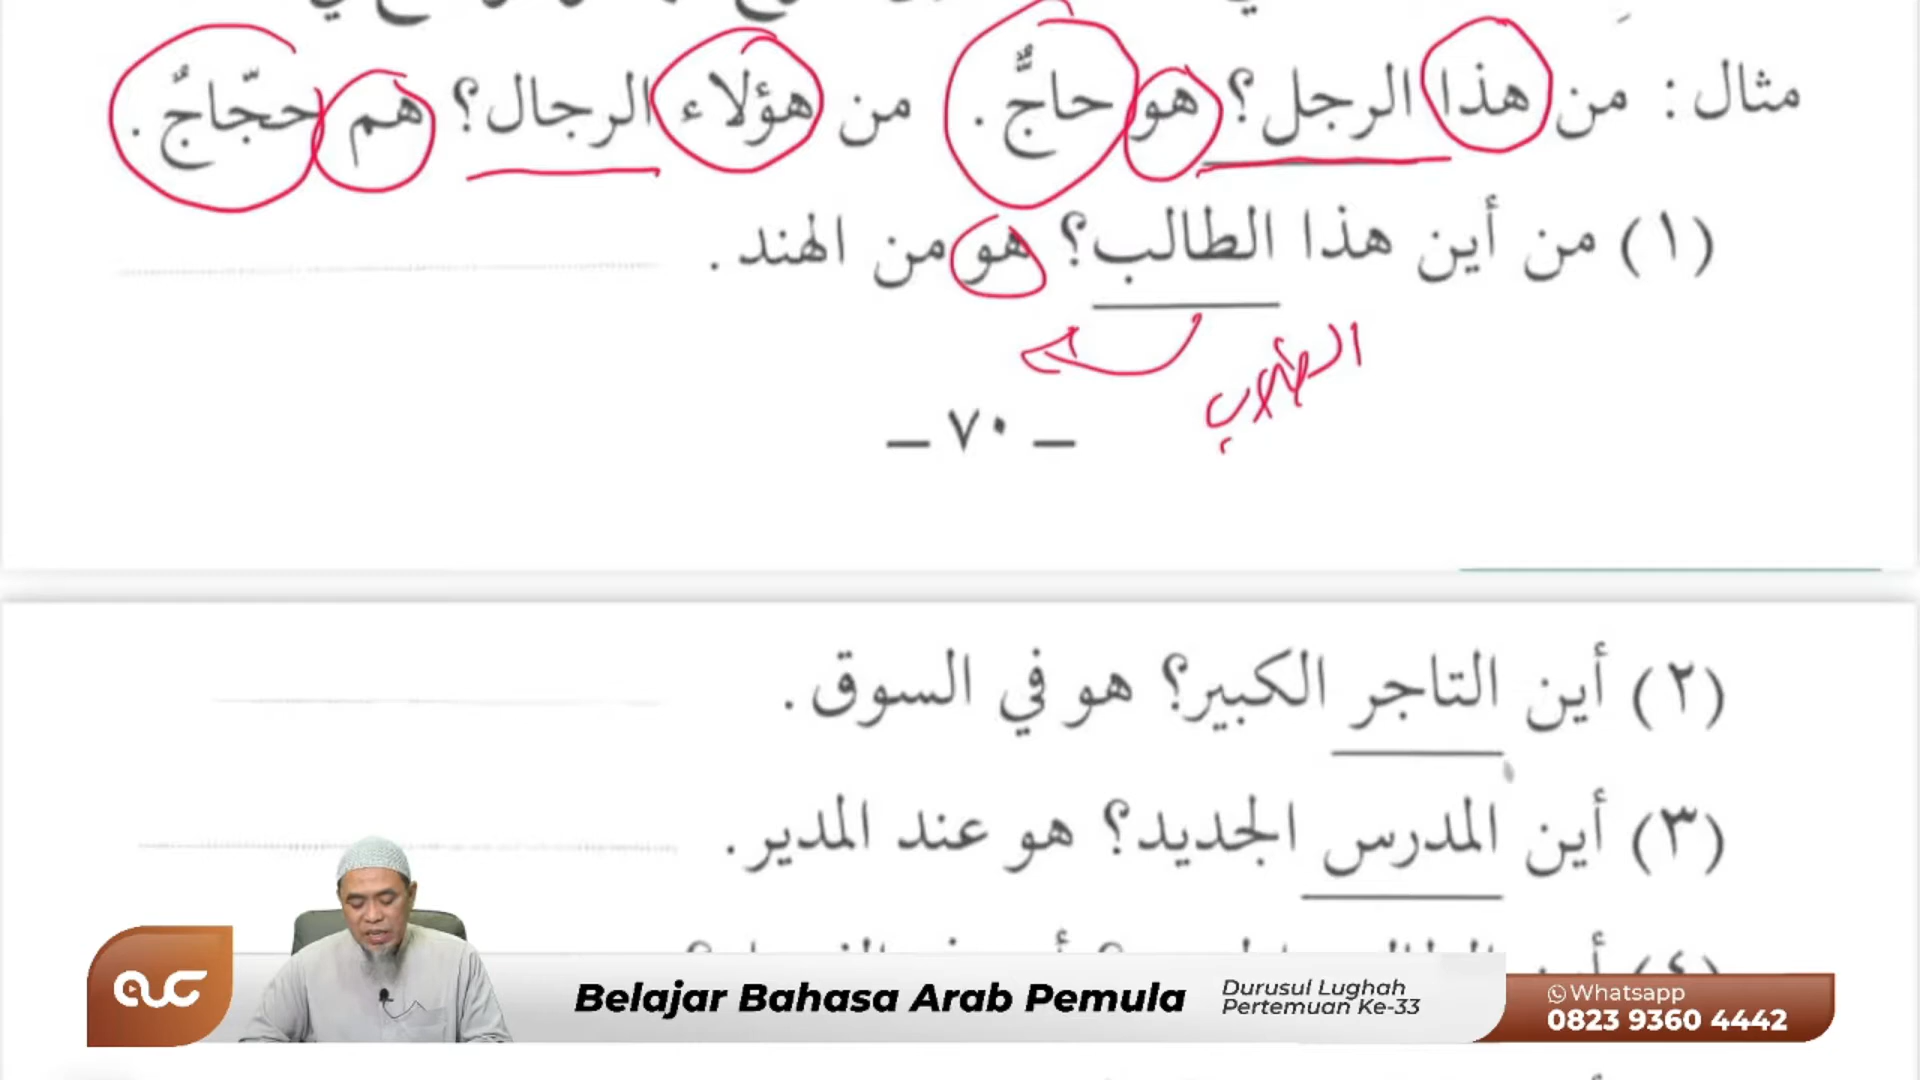 مثال : من هذا الرجل؟ هو حاجٌّ . من هؤلاء الرجال؟ هم حجّاجٌ .
(١) من أين هذا الطالب؟ هو من الهند .
الطلاب
— ٧٠ —
(٢) أين التاجر الكبير؟ هو في السوق .
(٣) أين المدرس الجديد؟ هو عند المدير .
Belajar Bahasa Arab Pemula
Durusul Lughah
Pertemuan Ke-33
Whatsapp
0823 9360 4442